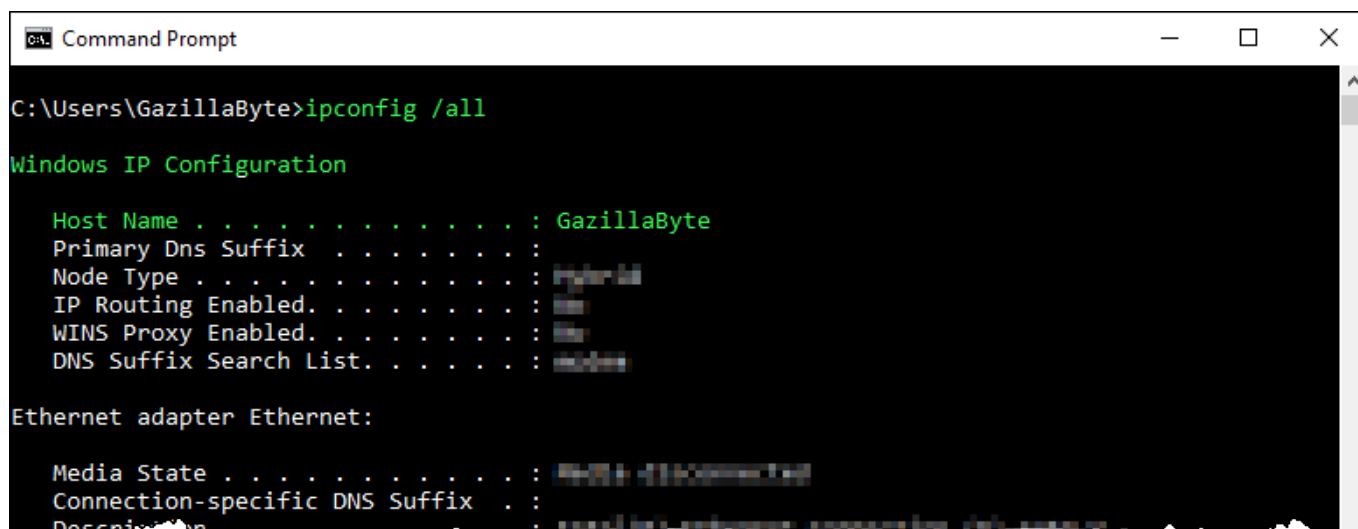 Command Prompt
C:\Users\GazillaByte>ipconfig /all
Windows IP Configuration
Host Name . . . . . . . . . . . . : GazillaByte
Primary Dns Suffix  . . . . . . . :
Node Type . . . . . . . . . . . . :
IP Routing Enabled. . . . . . . . :
WINS Proxy Enabled. . . . . . . . :
DNS Suffix Search List. . . . . . :
Ethernet adapter Ethernet:
Media State . . . . . . . . . . . :
Connection-specific DNS Suffix  . :